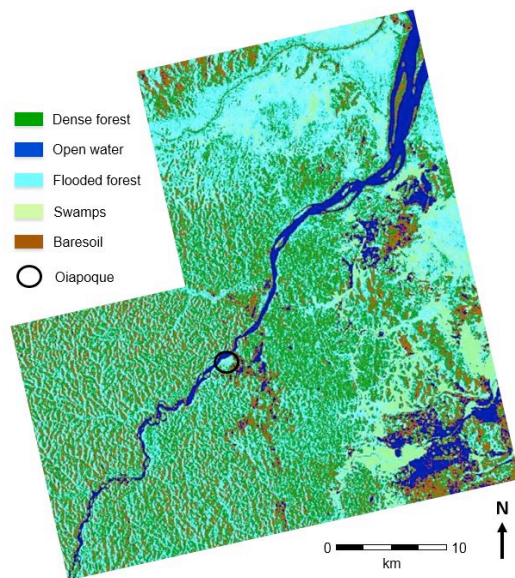 Dense forest
Open water
Flooded forest
Swamps
Baresoil
Oiapoque
N
0 10
km